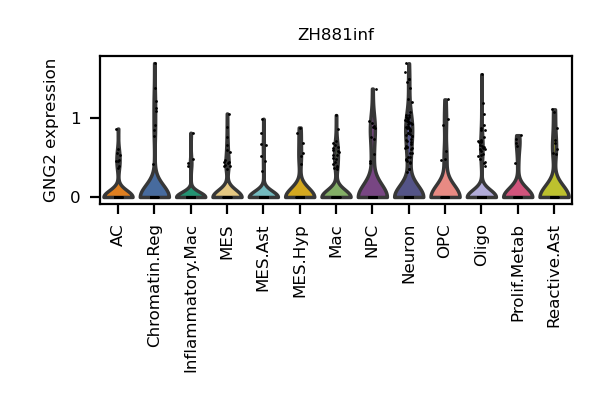 ZH881inf
GNG2 expression
1
0
AC
Chromatin.Reg
Inflammatory.Mac
MES
MES.Ast
MES.Hyp
Mac
NPC
Neuron
OPC
Oligo
Prolif.Metab
Reactive.Ast